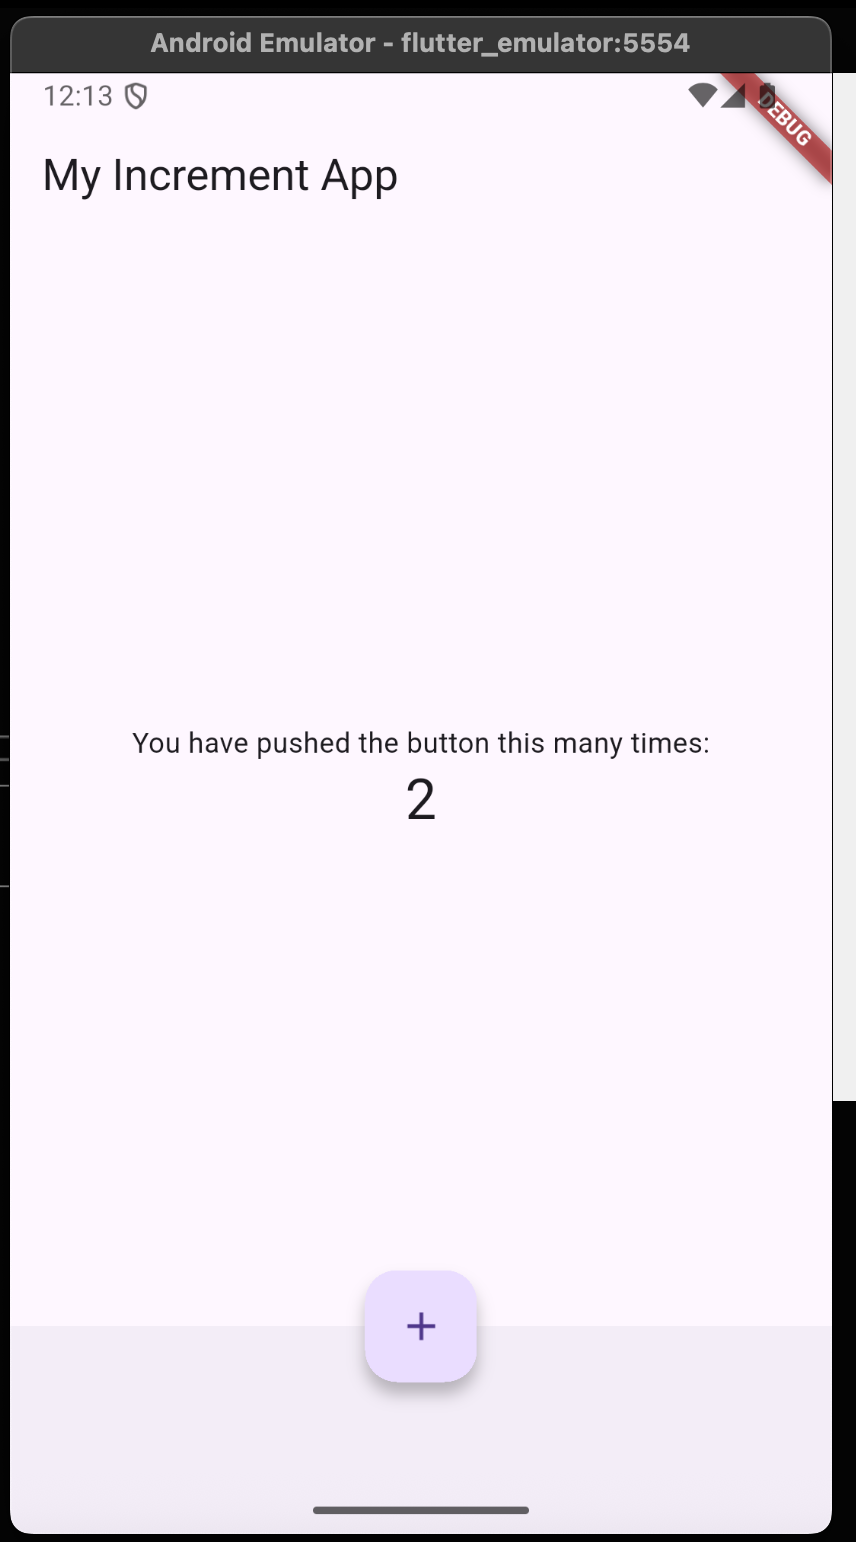 Android Emulator - flutter_emulator:5554
12:13
DEBUG
My Increment App
You have pushed the button this many times:
2
+